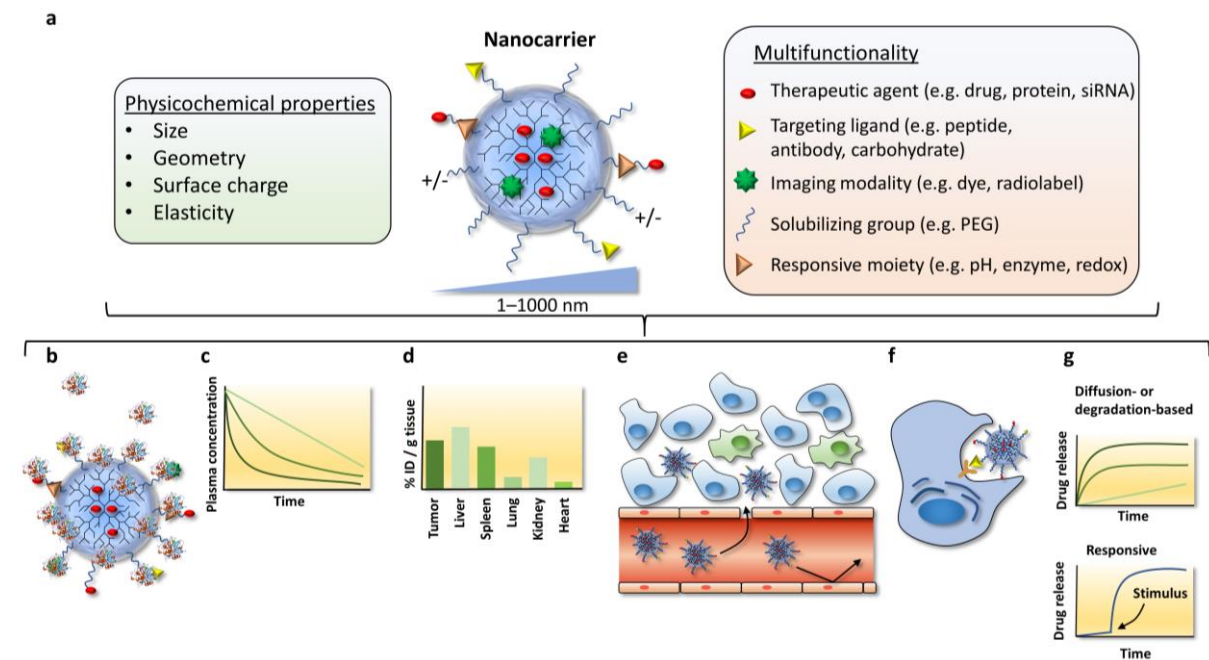 a
Nanocarrier
Physicochemical properties
• Size
• Geometry
• Surface charge
• Elasticity
+/-
+/-
1–1000 nm
Multifunctionality
Therapeutic agent (e.g. drug, protein, siRNA)
Targeting ligand (e.g. peptide,
antibody, carbohydrate)
Imaging modality (e.g. dye, radiolabel)
Solubilizing group (e.g. PEG)
Responsive moiety (e.g. pH, enzyme, redox)
b
c
Plasma concentration
Time
d
% ID / g tissue
Tumor
Liver
Spleen
Lung
Kidney
Heart
e
f
g
Diffusion- or
degradation-based
Drug release
Time
Responsive
Drug release
Stimulus
Time